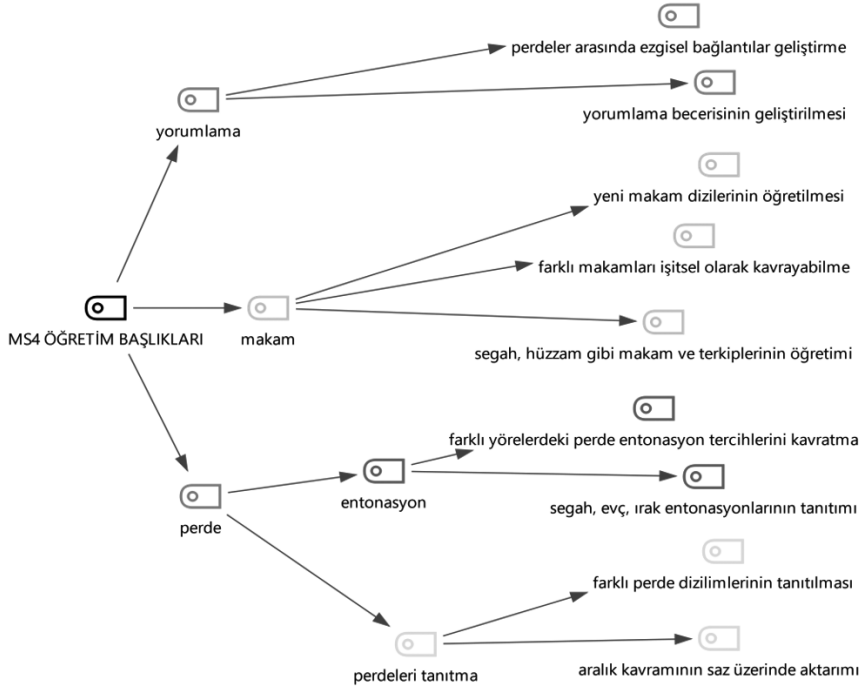 perdeler arasında ezgisel bağlantılar geliştirme
yorumlama becerisinin geliştirilmesi
yorumlama
yeni makam dizilerinin öğretilmesi
farklı makamları işitsel olarak kavrayabilme
MS4 ÖĞRETİM BAŞLIKLARI
makam
segah, hüzzam gibi makam ve terkiplerinin öğretimi
farklı yörelerdeki perde entonasyon tercihlerini kavratma
entonasyon
segah, evç, ırak entonasyonlarının tanıtımı
perde
farklı perde dizilimlerinin tanıtılması
perdeleri tanıtma
aralık kavramının saz üzerinde aktarımı